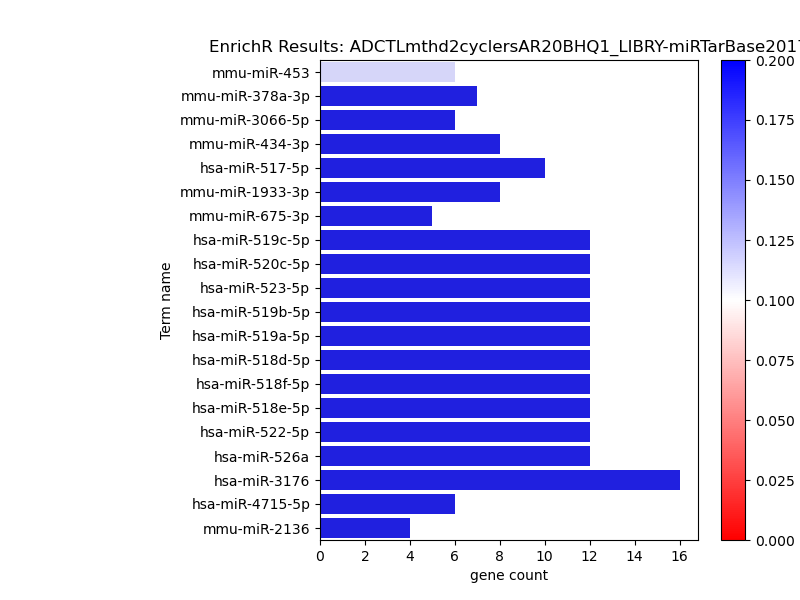 EnrichR Results: ADCTLmthd2cyclersAR20BHQ1_LIBRY-miRTarBase2017
mmu-miR-453
mmu-miR-378a-3p
mmu-miR-3066-5p
mmu-miR-434-3p
hsa-miR-517-5p
mmu-miR-1933-3p
mmu-miR-675-3p
hsa-miR-519c-5p
hsa-miR-520c-5p
hsa-miR-523-5p
hsa-miR-519b-5p
hsa-miR-519a-5p
hsa-miR-518d-5p
hsa-miR-518f-5p
hsa-miR-518e-5p
hsa-miR-522-5p
hsa-miR-526a
hsa-miR-3176
hsa-miR-4715-5p
mmu-miR-2136
Term name
0 2 4 6 8 10 12 14 16
gene count
0.200
0.175
0.150
0.125
0.100
0.075
0.050
0.025
0.000